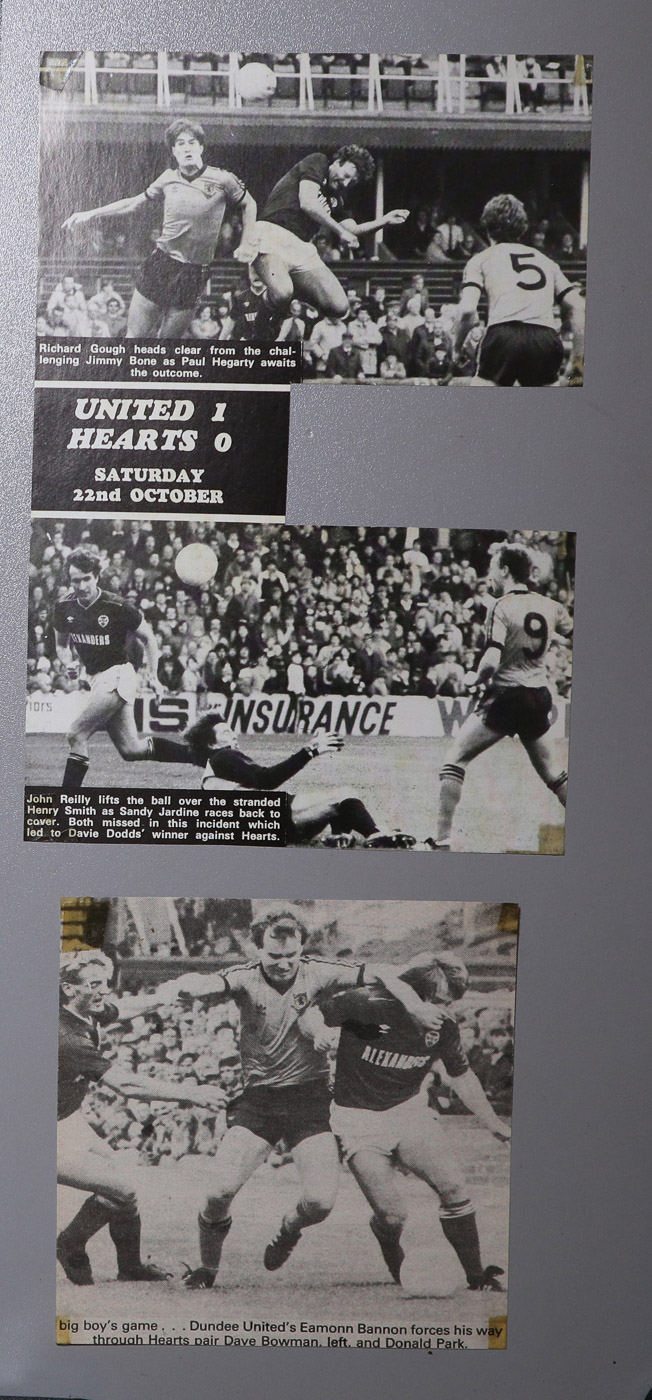 5
Richard Gough heads clear from the chal-
lenging Jimmy Bone as Paul Hegarty awaits
the outcome.
UNITED 1
HEARTS 0
SATURDAY
22nd OCTOBER
9
INSURANCE
John Reilly lifts the ball over the stranded
Henry Smith as Sandy Jardine races back to
cover. Both missed in this incident which
led to Davie Dodds' winner against Hearts.
ALEXANDERS
big boy's game . . . Dundee United's Eamonn Bannon forces his way
through Hearts pair Dave Bowman, left, and Donald Park.